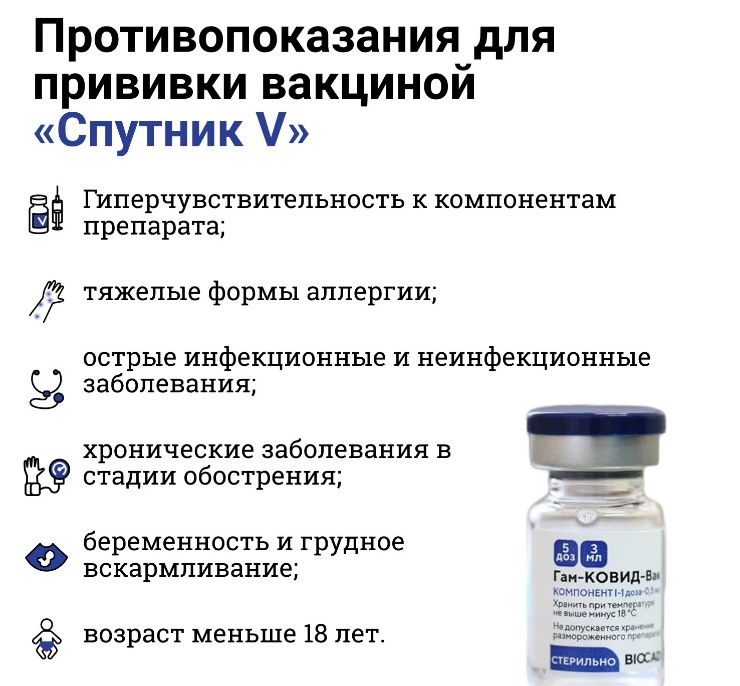 Противопоказания для
прививки вакциной
«Спутник V»
Гиперчувствительность к компонентам
препарата;
тяжелые формы аллергии;
острые инфекционные и неинфекционные
заболевания;
хронические заболевания в
стадии обострения;
беременность и грудное
вскармливание;
возраст меньше 18 лет.
V
5
ДОЗ
3
МЛ
Гам-КОВИД-Вак
КОМПОНЕНТ I-1 доза-0,5 
Хранить при температуре
не выше минус 18 °С
Не допускается хранение
размороженного препарата
СТЕРИЛЬНО BIOCAD